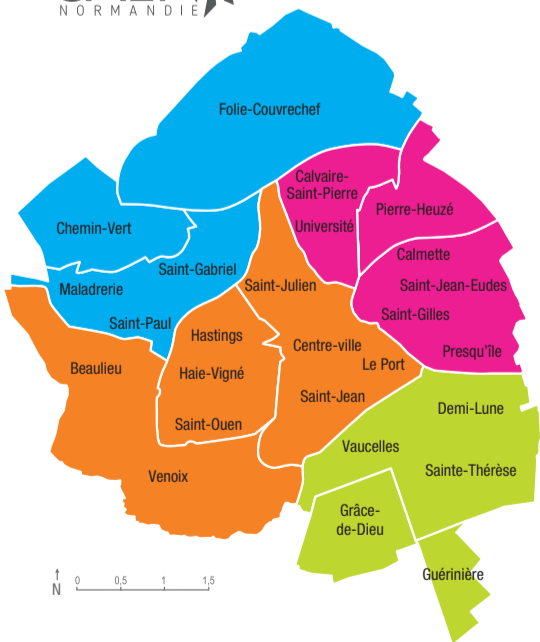 NORMANDIE
Folie-Couvrechef
Calvaire-
Saint-Pierre
Université
Pierre-Heuzé
Chemin-Vert
Saint-Gabriel
Maladrerie
Saint-Paul
Calmette
Saint-Jean-Eudes
Saint-Gilles
Presqu'île
Saint-Julien
Hastings
Centre-ville
Le Port
Haie-Vigné
Saint-Jean
Saint-Ouen
Beaulieu
Venoix
Demi-Lune
Vaucelles
Sainte-Thérèse
Grâce-
de-Dieu
Guérinière
N
0 0,5 1 1,5